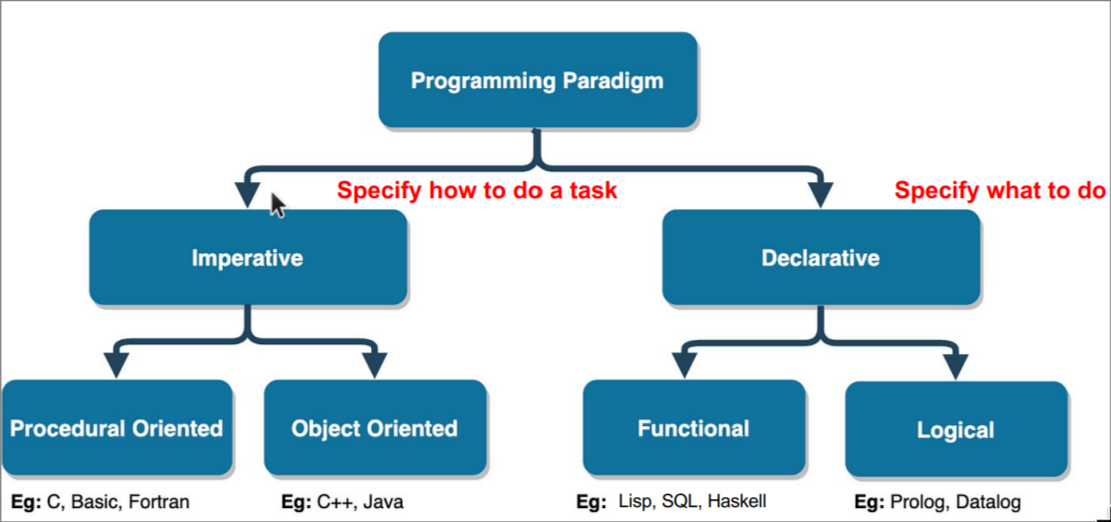 Programming Paradigm
Specify how to do a task
Specify what to do
Imperative
Declarative
Procedural Oriented
Object Oriented
Functional
Logical
Eg: C, Basic, Fortran
Eg: C++, Java
Eg: Lisp, SQL, Haskell
Eg: Prolog, Datalog